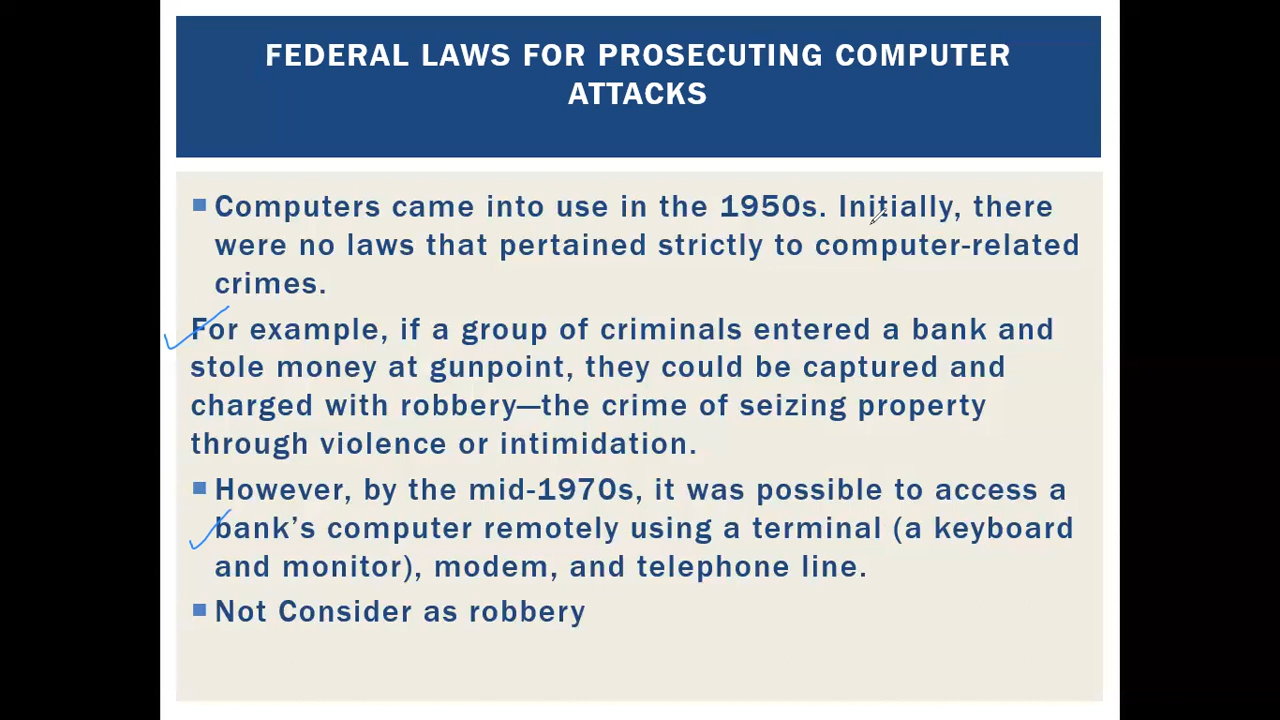 FEDERAL LAWS FOR PROSECUTING COMPUTER
ATTACKS
Computers came into use in the 1950s. Initially, there
were no laws that pertained strictly to computer-related
crimes.
For example, if a group of criminals entered a bank and
stole money at gunpoint, they could be captured and
charged with robbery—the crime of seizing property
through violence or intimidation.
However, by the mid-1970s, it was possible to access a
bank’s computer remotely using a terminal (a keyboard
and monitor), modem, and telephone line.
Not Consider as robbery